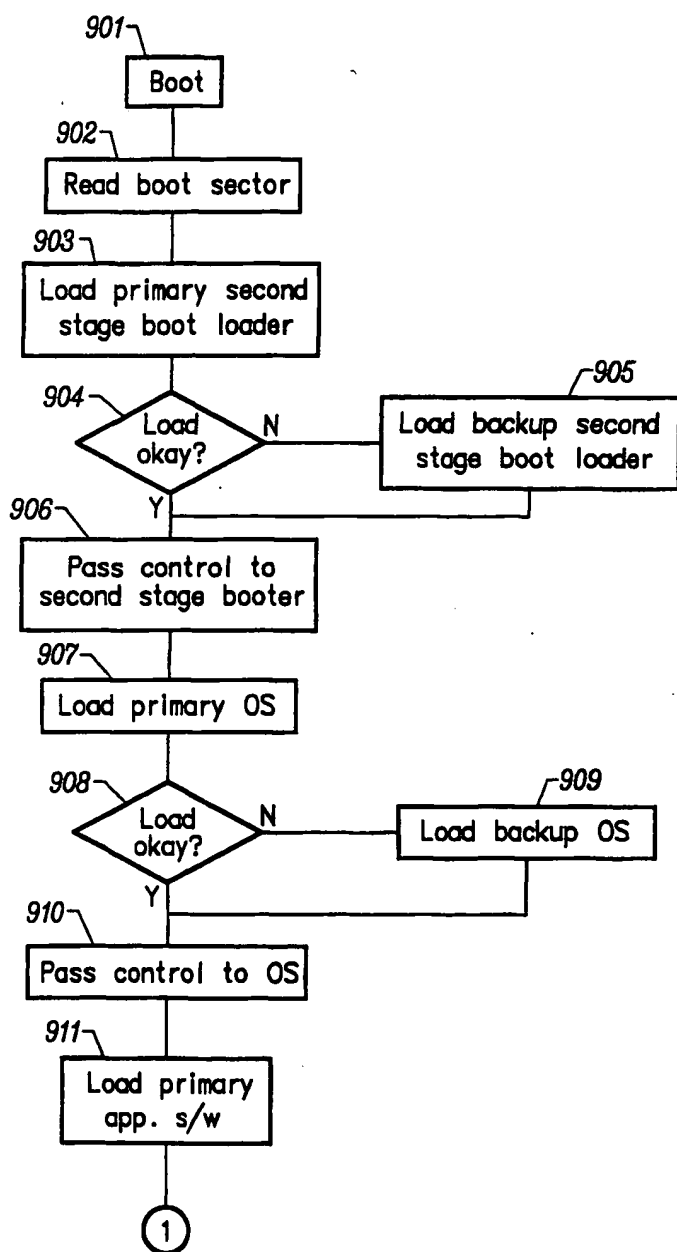 901
Boot
902
Read boot sector
903
Load primary second
stage boot loader
904
Load
okay?
N
905
Load backup second
stage boot loader
Y
906
Pass control to
second stage booter
907
Load primary OS
908
Load
okay?
N
909
Load backup OS
Y
910
Pass control to OS
911
Load primary
app. s/w
1